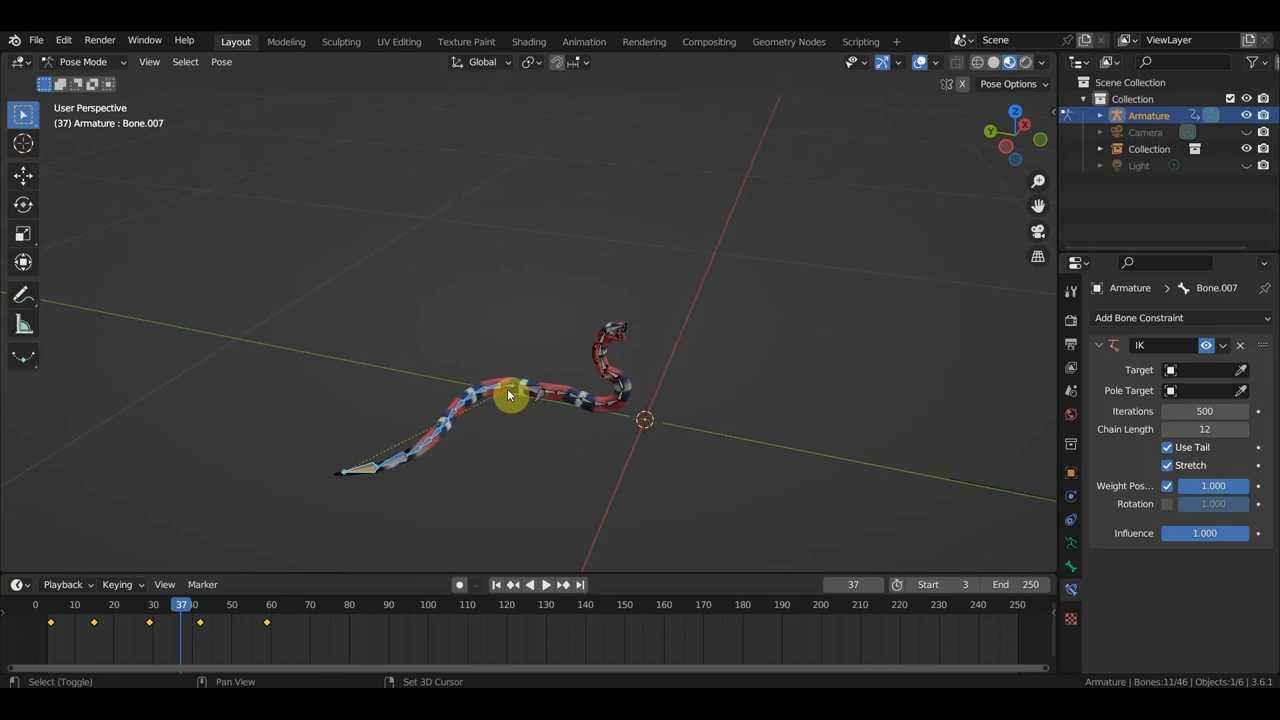 File Edit Render Window Help Layout Modeling Sculpting UV Editing Texture Paint Shading Animation Rendering Compositing Geometry Nodes Scripting + Scene ViewLayer
Pose Mode View Select Pose Global
X Pose Options
User Perspective
(37) Armature : Bone.007
Z
X
Y
Scene Collection
Collection
Armature
Camera
Collection
Light
Armature > Bone.007
Add Bone Constraint
IK
Target
Pole Target
Iterations 500
Chain Length 12
Use Tail
Stretch
Weight Pos... 1.000
Rotation 1.000
Influence 1.000
Playback Keying View Marker 37 Start 3 End 250
0 10 20 30 37 40 50 60 70 80 90 100 110 120 130 140 150 160 170 180 190 200 210 220 230 240 250
Select (Toggle) Pan View Set 3D Cursor Armature | Bones:11/46 | Objects:1/6 | 3.6.1